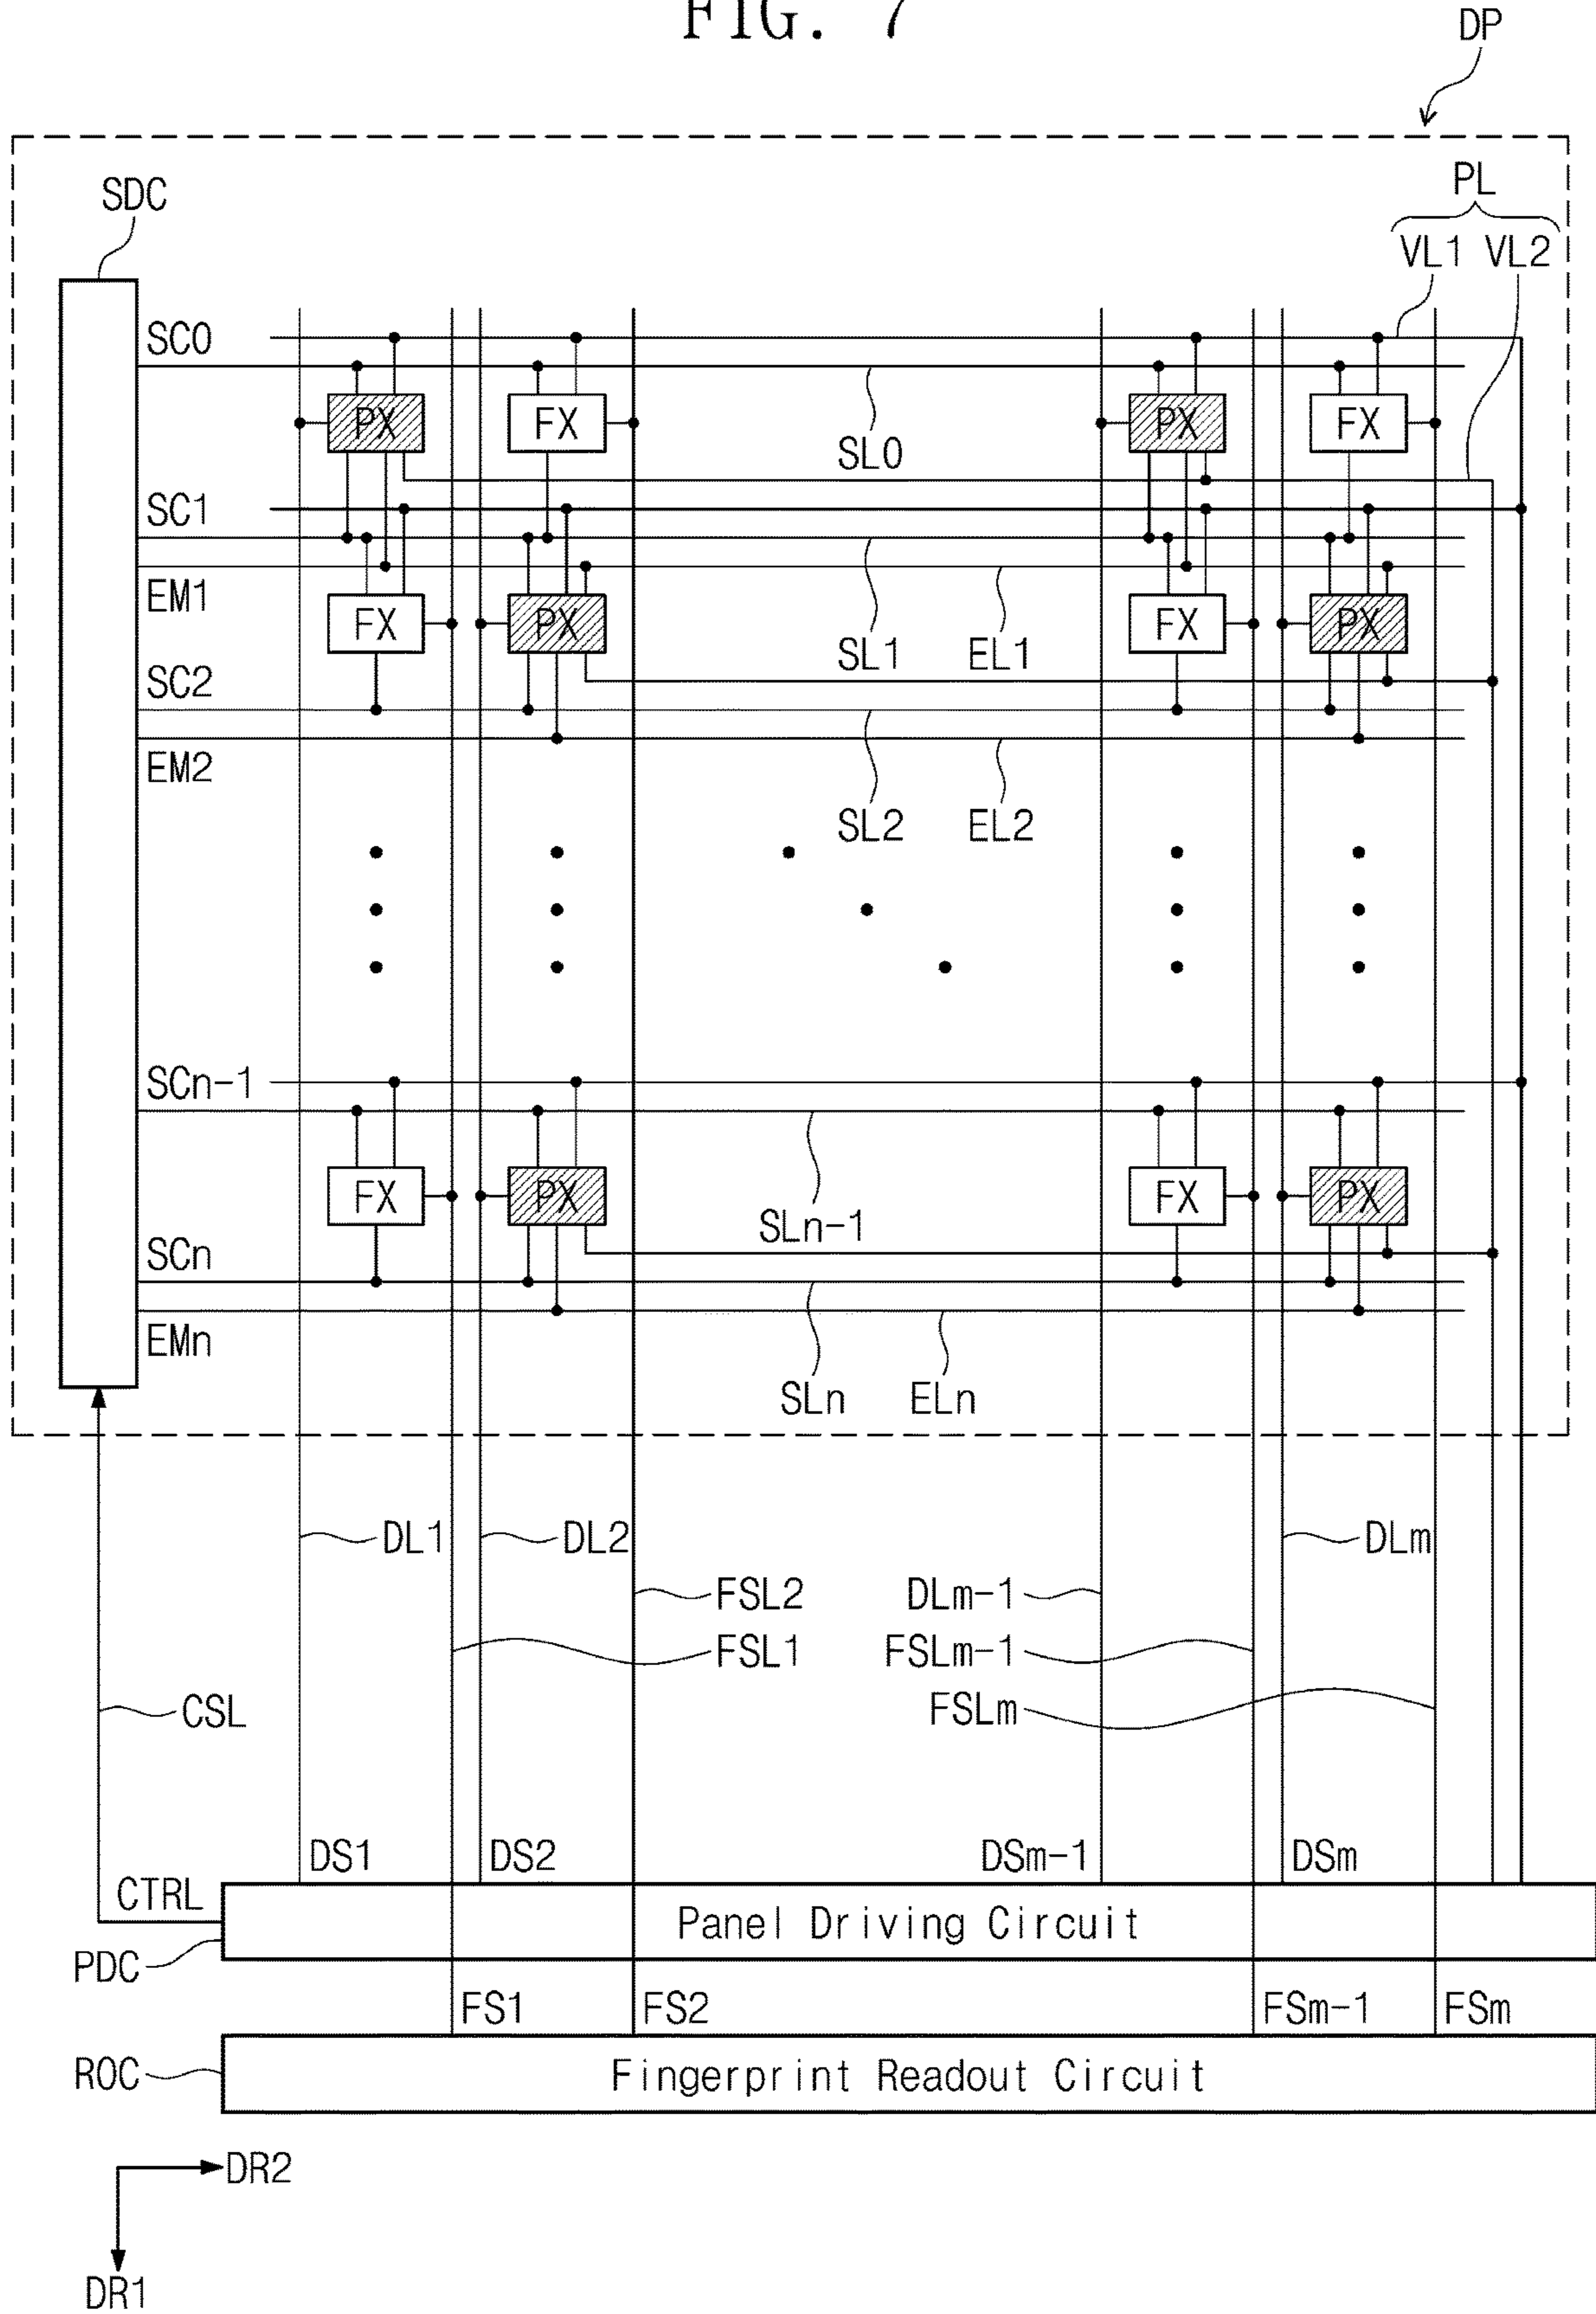 FIG. 7
DP
SDC
PL
VL1 VL2
SC0
PX FX PX FX
SL0
SC1
EM1
FX PX FX PX
SL1 EL1
SC2
EM2
SL2 EL2
SCn-1
FX PX FX PX
SLn-1
SCn
EMn
SLn ELn
DL1 DL2 DLm
FSL2 DLm-1
FSL1 FSLm-1
CSL FSLm
DS1 DS2 DSm-1 DSm
CTRL
Panel Driving Circuit
PDC
FS1 FS2 FSm-1 FSm
ROC Fingerprint Readout Circuit
DR2
DR1